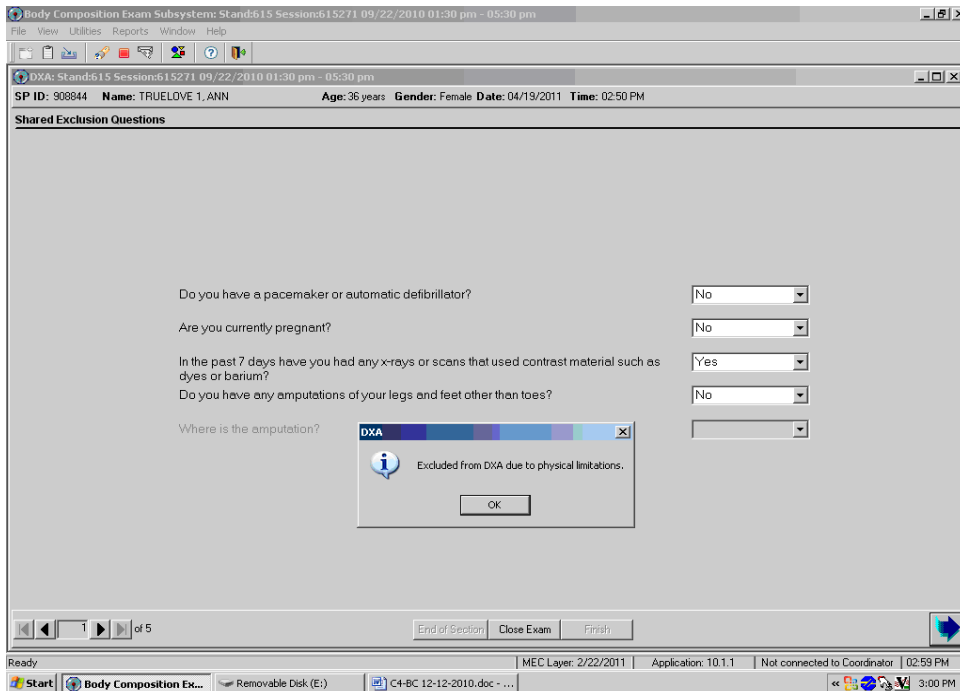 Body Composition Exam Subsystem: Stand:615 Session:615271 09/22/2010 01:30 pm - 05:30 pm
File View Utilities Reports Window Help
DXA: Stand:615 Session:615271 09/22/2010 01:30 pm - 05:30 pm
SP ID: 908844 Name: TRUELOVE 1, ANN Age: 36 years Gender: Female Date: 04/19/2011 Time: 02:50 PM
Shared Exclusion Questions
Do you have a pacemaker or automatic defibrillator? No
Are you currently pregnant? No
In the past 7 days have you had any x-rays or scans that used contrast material such as Yes
dyes or barium?
Do you have any amputations of your legs and feet other than toes? No
Where is the amputation?
DXA
Excluded from DXA due to physical limitations.
OK
1 of 5 End of Section Close Exam Finish
Ready MEC Layer: 2/22/2011 Application: 10.1.1 Not connected to Coordinator 02:59 PM
Start Body Composition Ex... Removable Disk (E:) C4-BC 12-12-2010.doc - ... « 3:00 PM